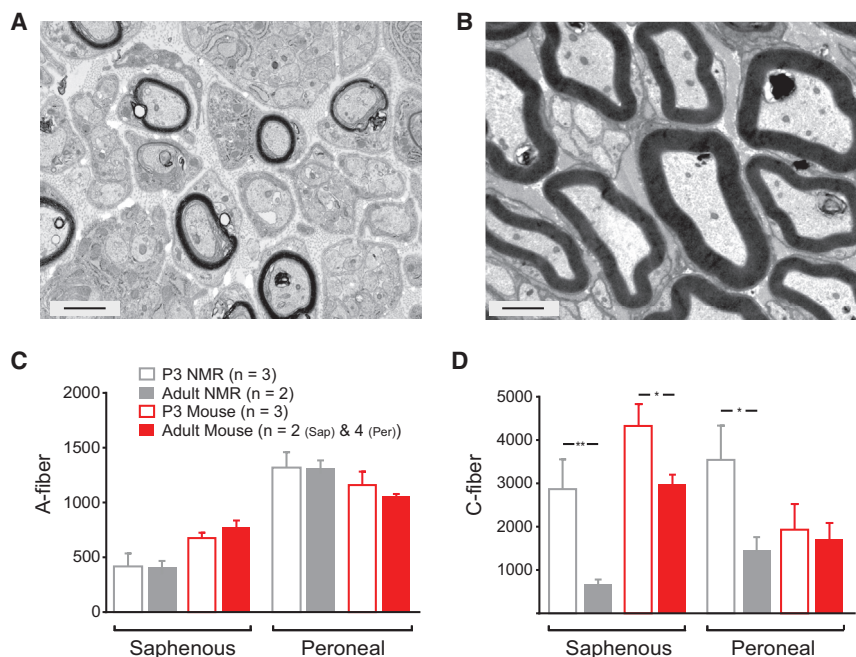 A
B
C
2000
1500
1000
500
0
A-fiber
P3 NMR (n = 3)
Adult NMR (n = 2)
P3 Mouse (n = 3)
Adult Mouse (n = 2 (Sap) & 4 (Per))
Saphenous
Peroneal
D
5000
4000
3000
2000
1000
C-fiber
**
*
*
Saphenous
Peroneal